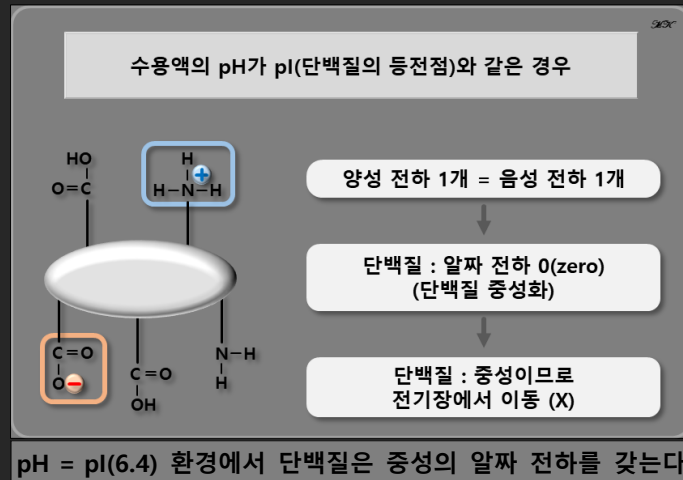 수용액의 pH가 pI(단백질의 등전점)와 같은 경우
HO
O=C
H
H-N-H
C=O
O
C=O
OH
N-H
H
양성 전하 1개 = 음성 전하 1개
단백질 : 알짜 전하 0(zero)
(단백질 중성화)
단백질 : 중성이므로
전기장에서 이동 (X)
pH = pI(6.4) 환경에서 단백질은 중성의 알짜 전하를 갖는다